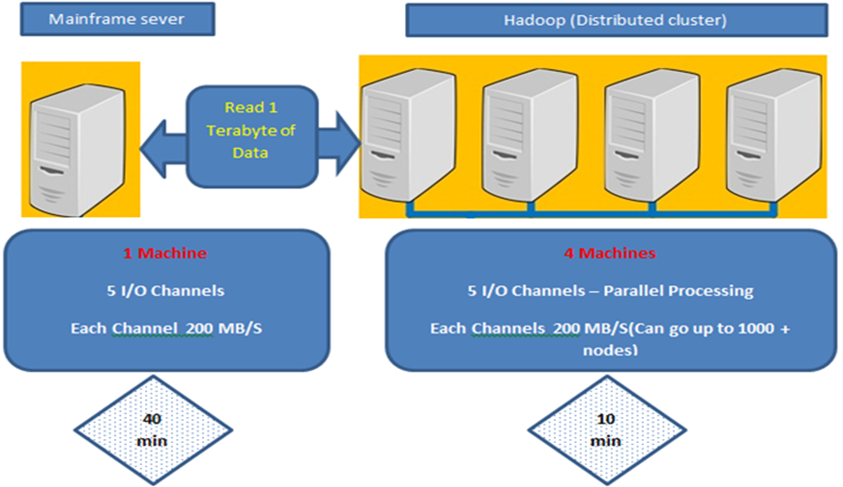 Mainframe sever
Hadoop (Distributed cluster)
Read 1
Terabyte of
Data
1 Machine
5 I/O Channels
Each Channel 200 MB/S
4 Machines
5 I/O Channels – Parallel Processing
Each Channels 200 MB/S(Can go up to 1000 +
nodes)
40
min
10
min